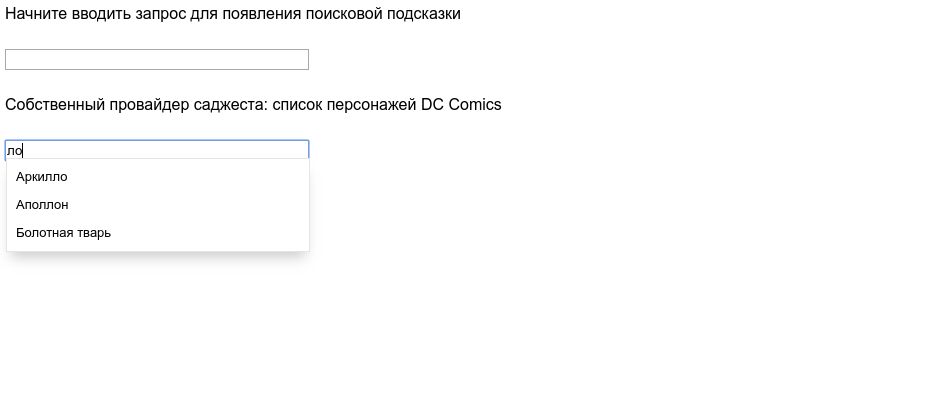 Начните вводить запрос для появления поисковой подсказки
Собственный провайдер саджеста: список персонажей DC Comics
ло
Аркилло
Аполлон
Болотная тварь